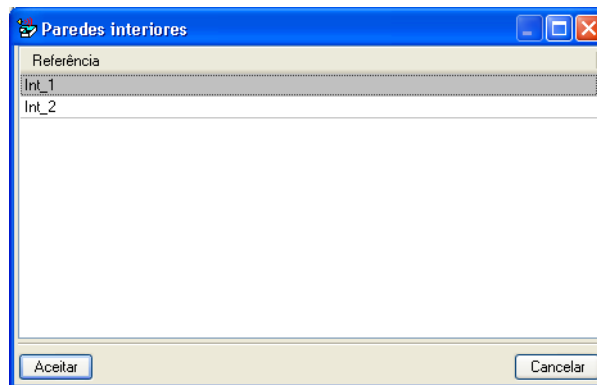 Paredes interiores
Referência
Int_1
Int_2
Aceitar
Cancelar